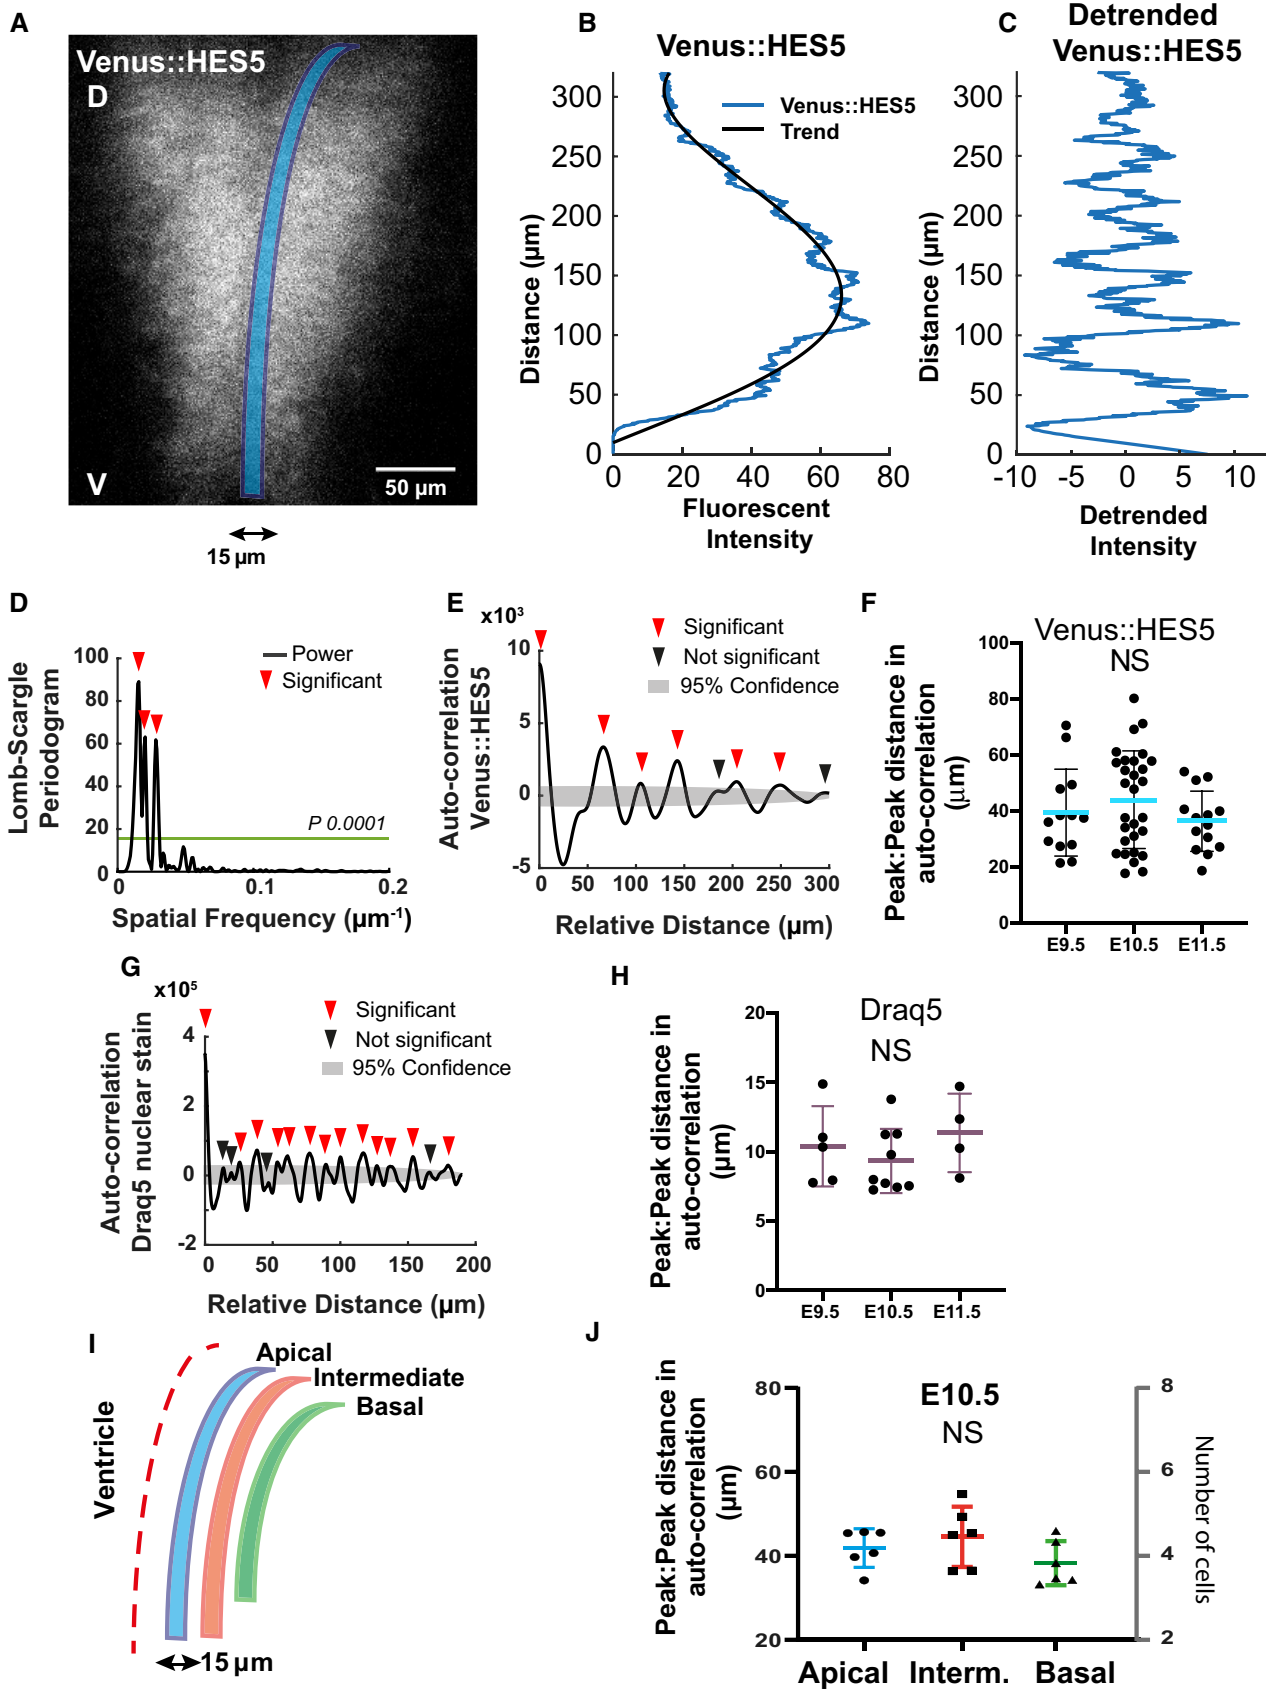 A
Venus::HES5
D
V
50 µm
15 µm
B
Venus::HES5
Venus::HES5
Trend
Distance (µm)
300
250
200
150
100
50
0
0
20
40
60
80
Fluorescent
Intensity
C
Detrended
Venus::HES5
Distance (µm)
300
250
200
150
100
50
0
-10
-5
0
5
10
Detrended
Intensity
D
Lomb-Scargle
Periodogram
100
80
60
40
20
0
Power
Significant
P 0.0001
0
0.1
0.2
Spatial Frequency (µm-1)
E
x10³
Auto-correlation
Venus::HES5
10
5
0
-5
Significant
Not significant
95% Confidence
0
50
100
150
200
250
300
Relative Distance (µm)
F
Venus::HES5
NS
Peak:Peak distance in
auto-correlation
(µm)
100
80
60
40
20
0
E9.5
E10.5
E11.5
G
x10⁵
Auto-correlation
Draq5 nuclear stain
4
2
0
-2
Significant
Not significant
95% Confidence
0
50
100
150
200
Relative Distance (µm)
H
Draq5
NS
Peak:Peak distance in
auto-correlation
(µm)
20
15
10
5
0
E9.5
E10.5
E11.5
I
Apical
Intermediate
Basal
Ventricle
15 µm
J
E10.5
NS
Peak:Peak distance in
auto-correlation
(µm)
80
60
40
20
8
6
4
2
Number of cells
Apical
Interm.
Basal